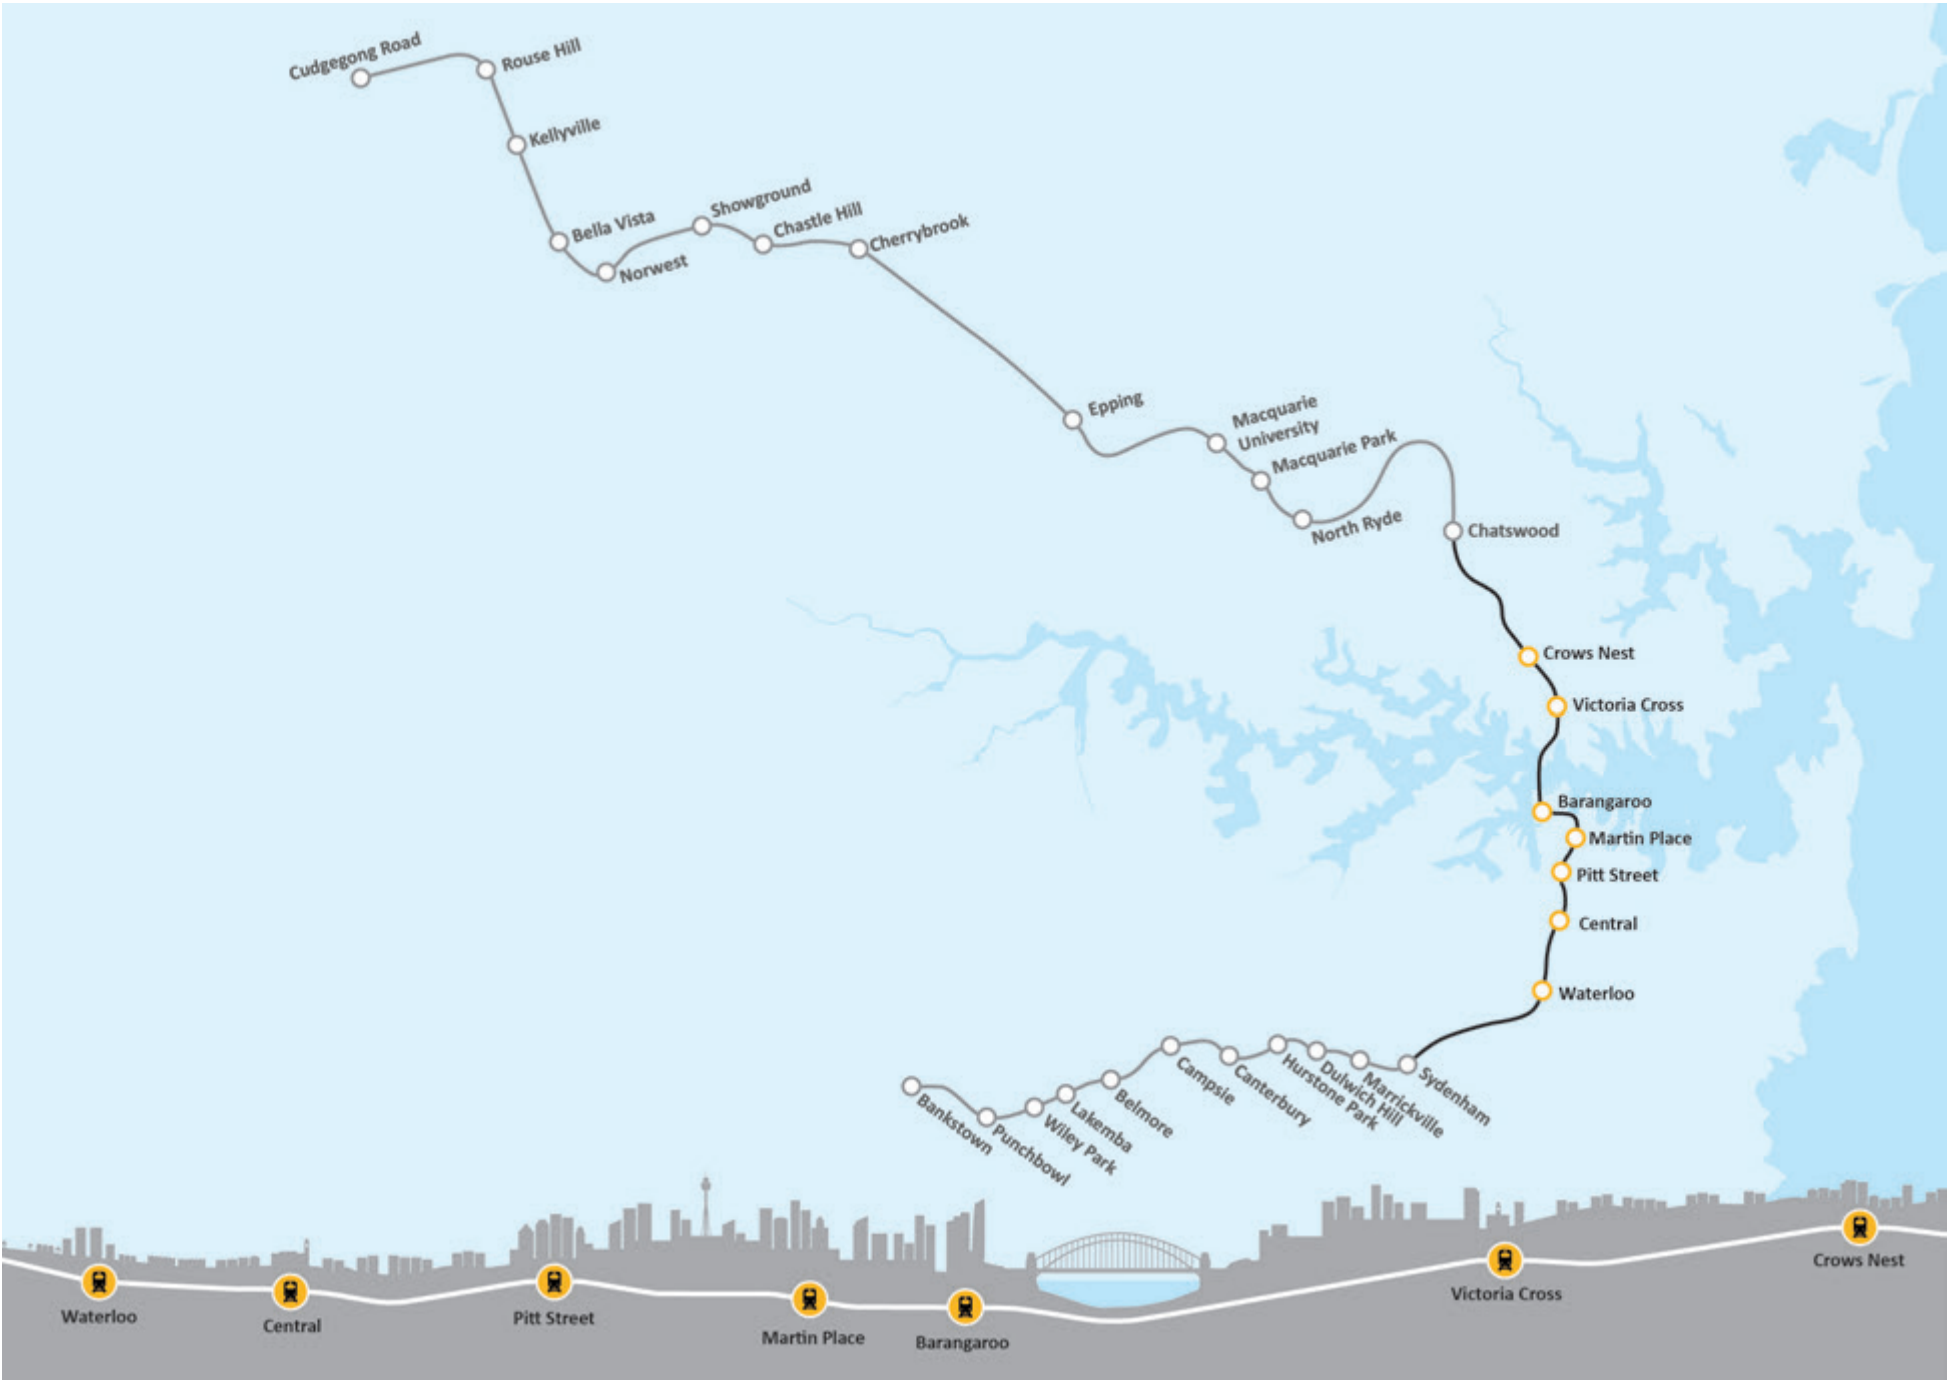 Cudgegong Road
Rouse Hill
Kellyville
Bella Vista
Norwest
Showground
Chastle Hill
Cherrybrook
Epping
Macquarie
University
Macquarie Park
North Ryde
Chatswood
Crows Nest
Victoria Cross
Barangaroo
Martin Place
Pitt Street
Central
Waterloo
Sydenham
Marrickville
Dulwich Hill
Hurstone Park
Canterbury
Campsie
Belmore
Lakemba
Wiley Park
Punchbowl
Bankstown
Waterloo
Central
Pitt Street
Martin Place
Barangaroo
Victoria Cross
Crows Nest